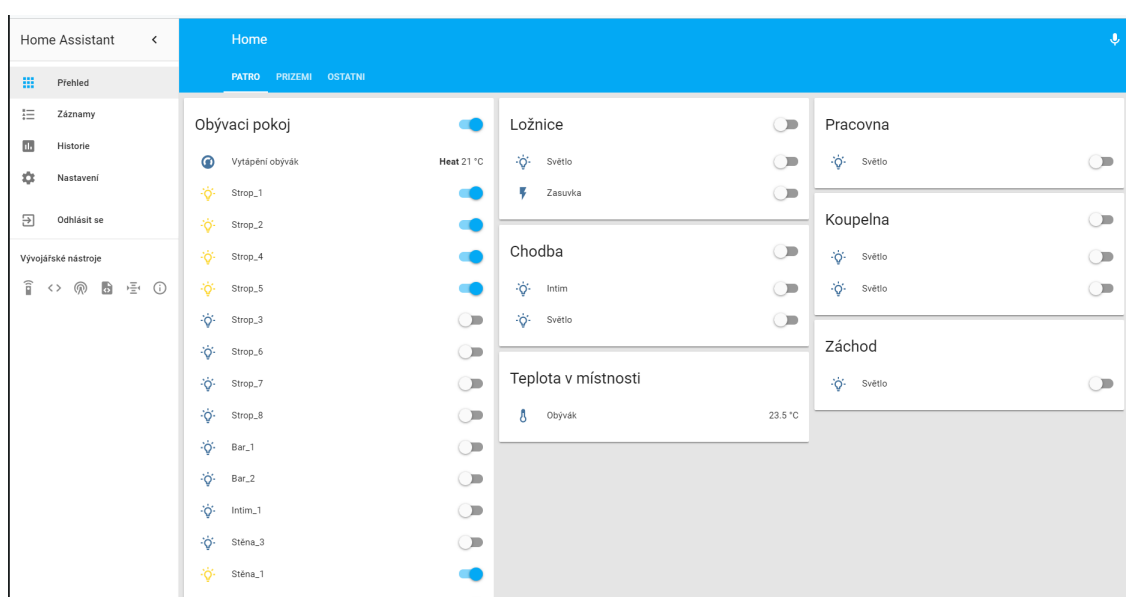 Home Assistant
Přehled
Záznamy
Historie
Nastavení
Odhlásit se
Vývojářské nástroje
Home
PATRO PRIZEMI OSTATNI
Obývaci pokoj
Vytápění obývák Heat 21 °C
Strop_1
Strop_2
Strop_4
Strop_5
Strop_3
Strop_6
Strop_7
Strop_8
Bar_1
Bar_2
Intim_1
Stěna_3
Stěna_1
Ložnice
Světlo
Zasuvka
Chodba
Intim
Světlo
Teplota v místnosti
Obývák 23.5 °C
Pracovna
Světlo
Koupelna
Světlo
Světlo
Záchod
Světlo